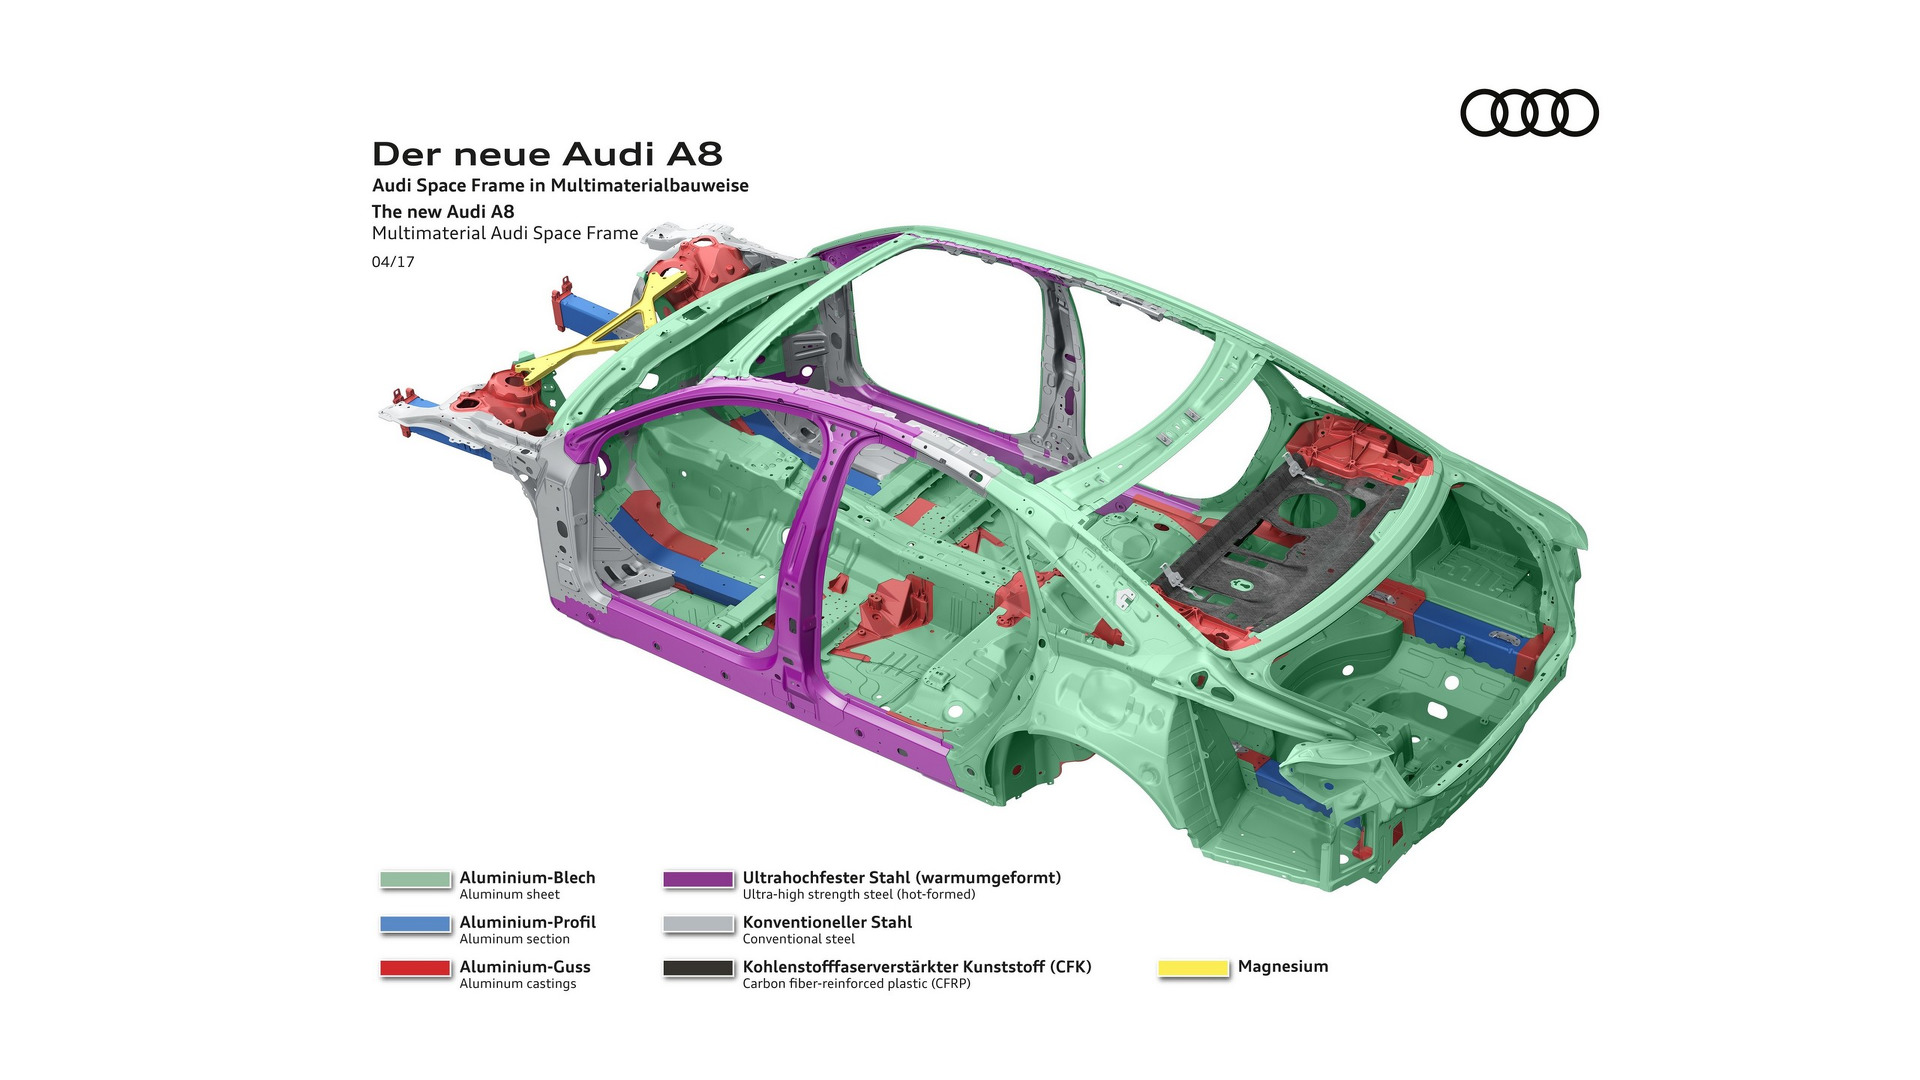 Der neue Audi A8
Audi Space Frame in Multimaterialbauweise
The new Audi A8
Multimaterial Audi Space Frame
04/17
Aluminium-Blech
Aluminum sheet
Aluminium-Profil
Aluminum section
Aluminium-Guss
Aluminum castings
Ultrahochfester Stahl (warmumgeformt)
Ultra-high strength steel (hot-formed)
Konventioneller Stahl
Conventional steel
Kohlenstofffaserverstärkter Kunststoff (CFK)
Carbon fiber-reinforced plastic (CFRP)
Magnesium